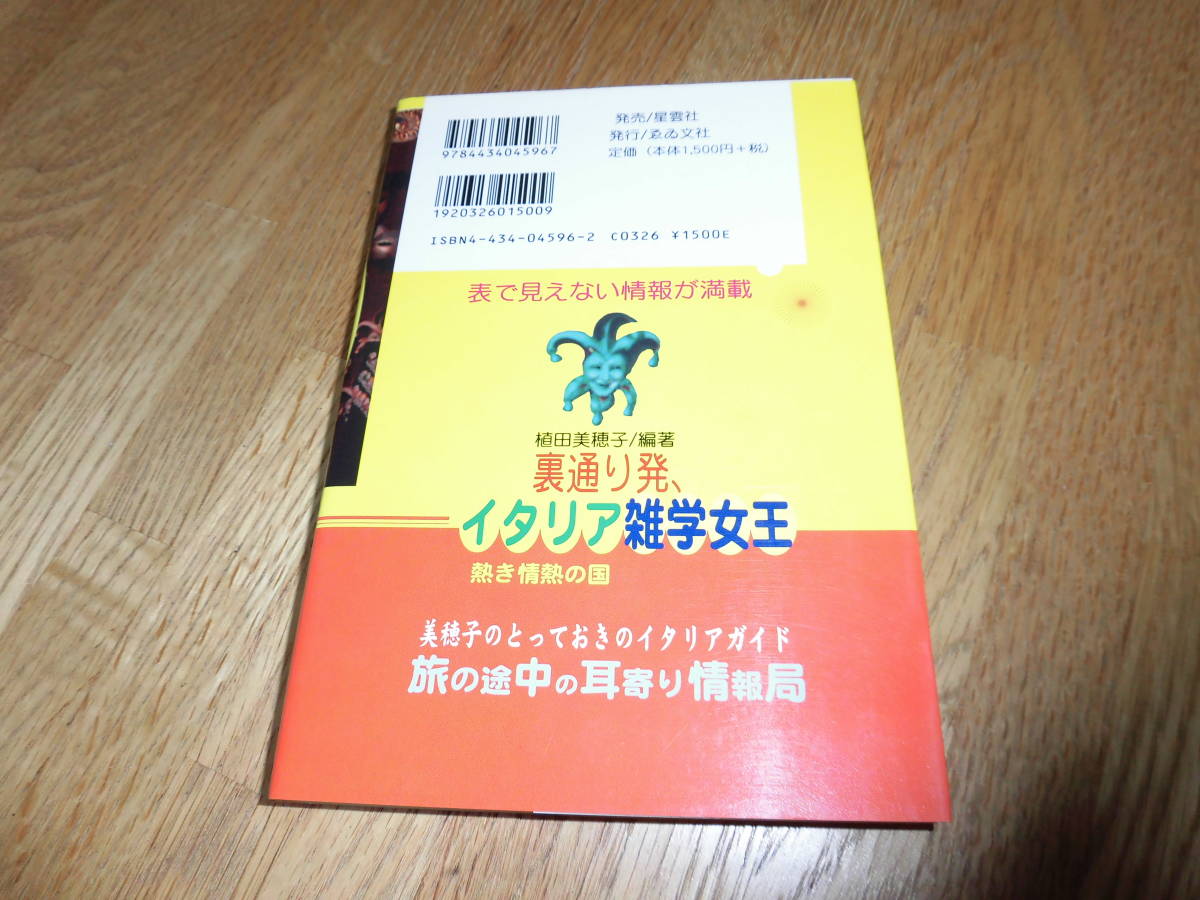 発売/星雲社
発行/ゑゐ文社
定価（本体1,500円＋税）
9784434045967
1920326015009
ISBN4-434-04596-2 C0326 ¥1500E
表で見えない情報が満載
植田美穂子/編著
裏通り発、
イタリア雑学女王
熱き情熱の国
美穂子のとっておきのイタリアガイド
旅の途中の耳寄り情報局